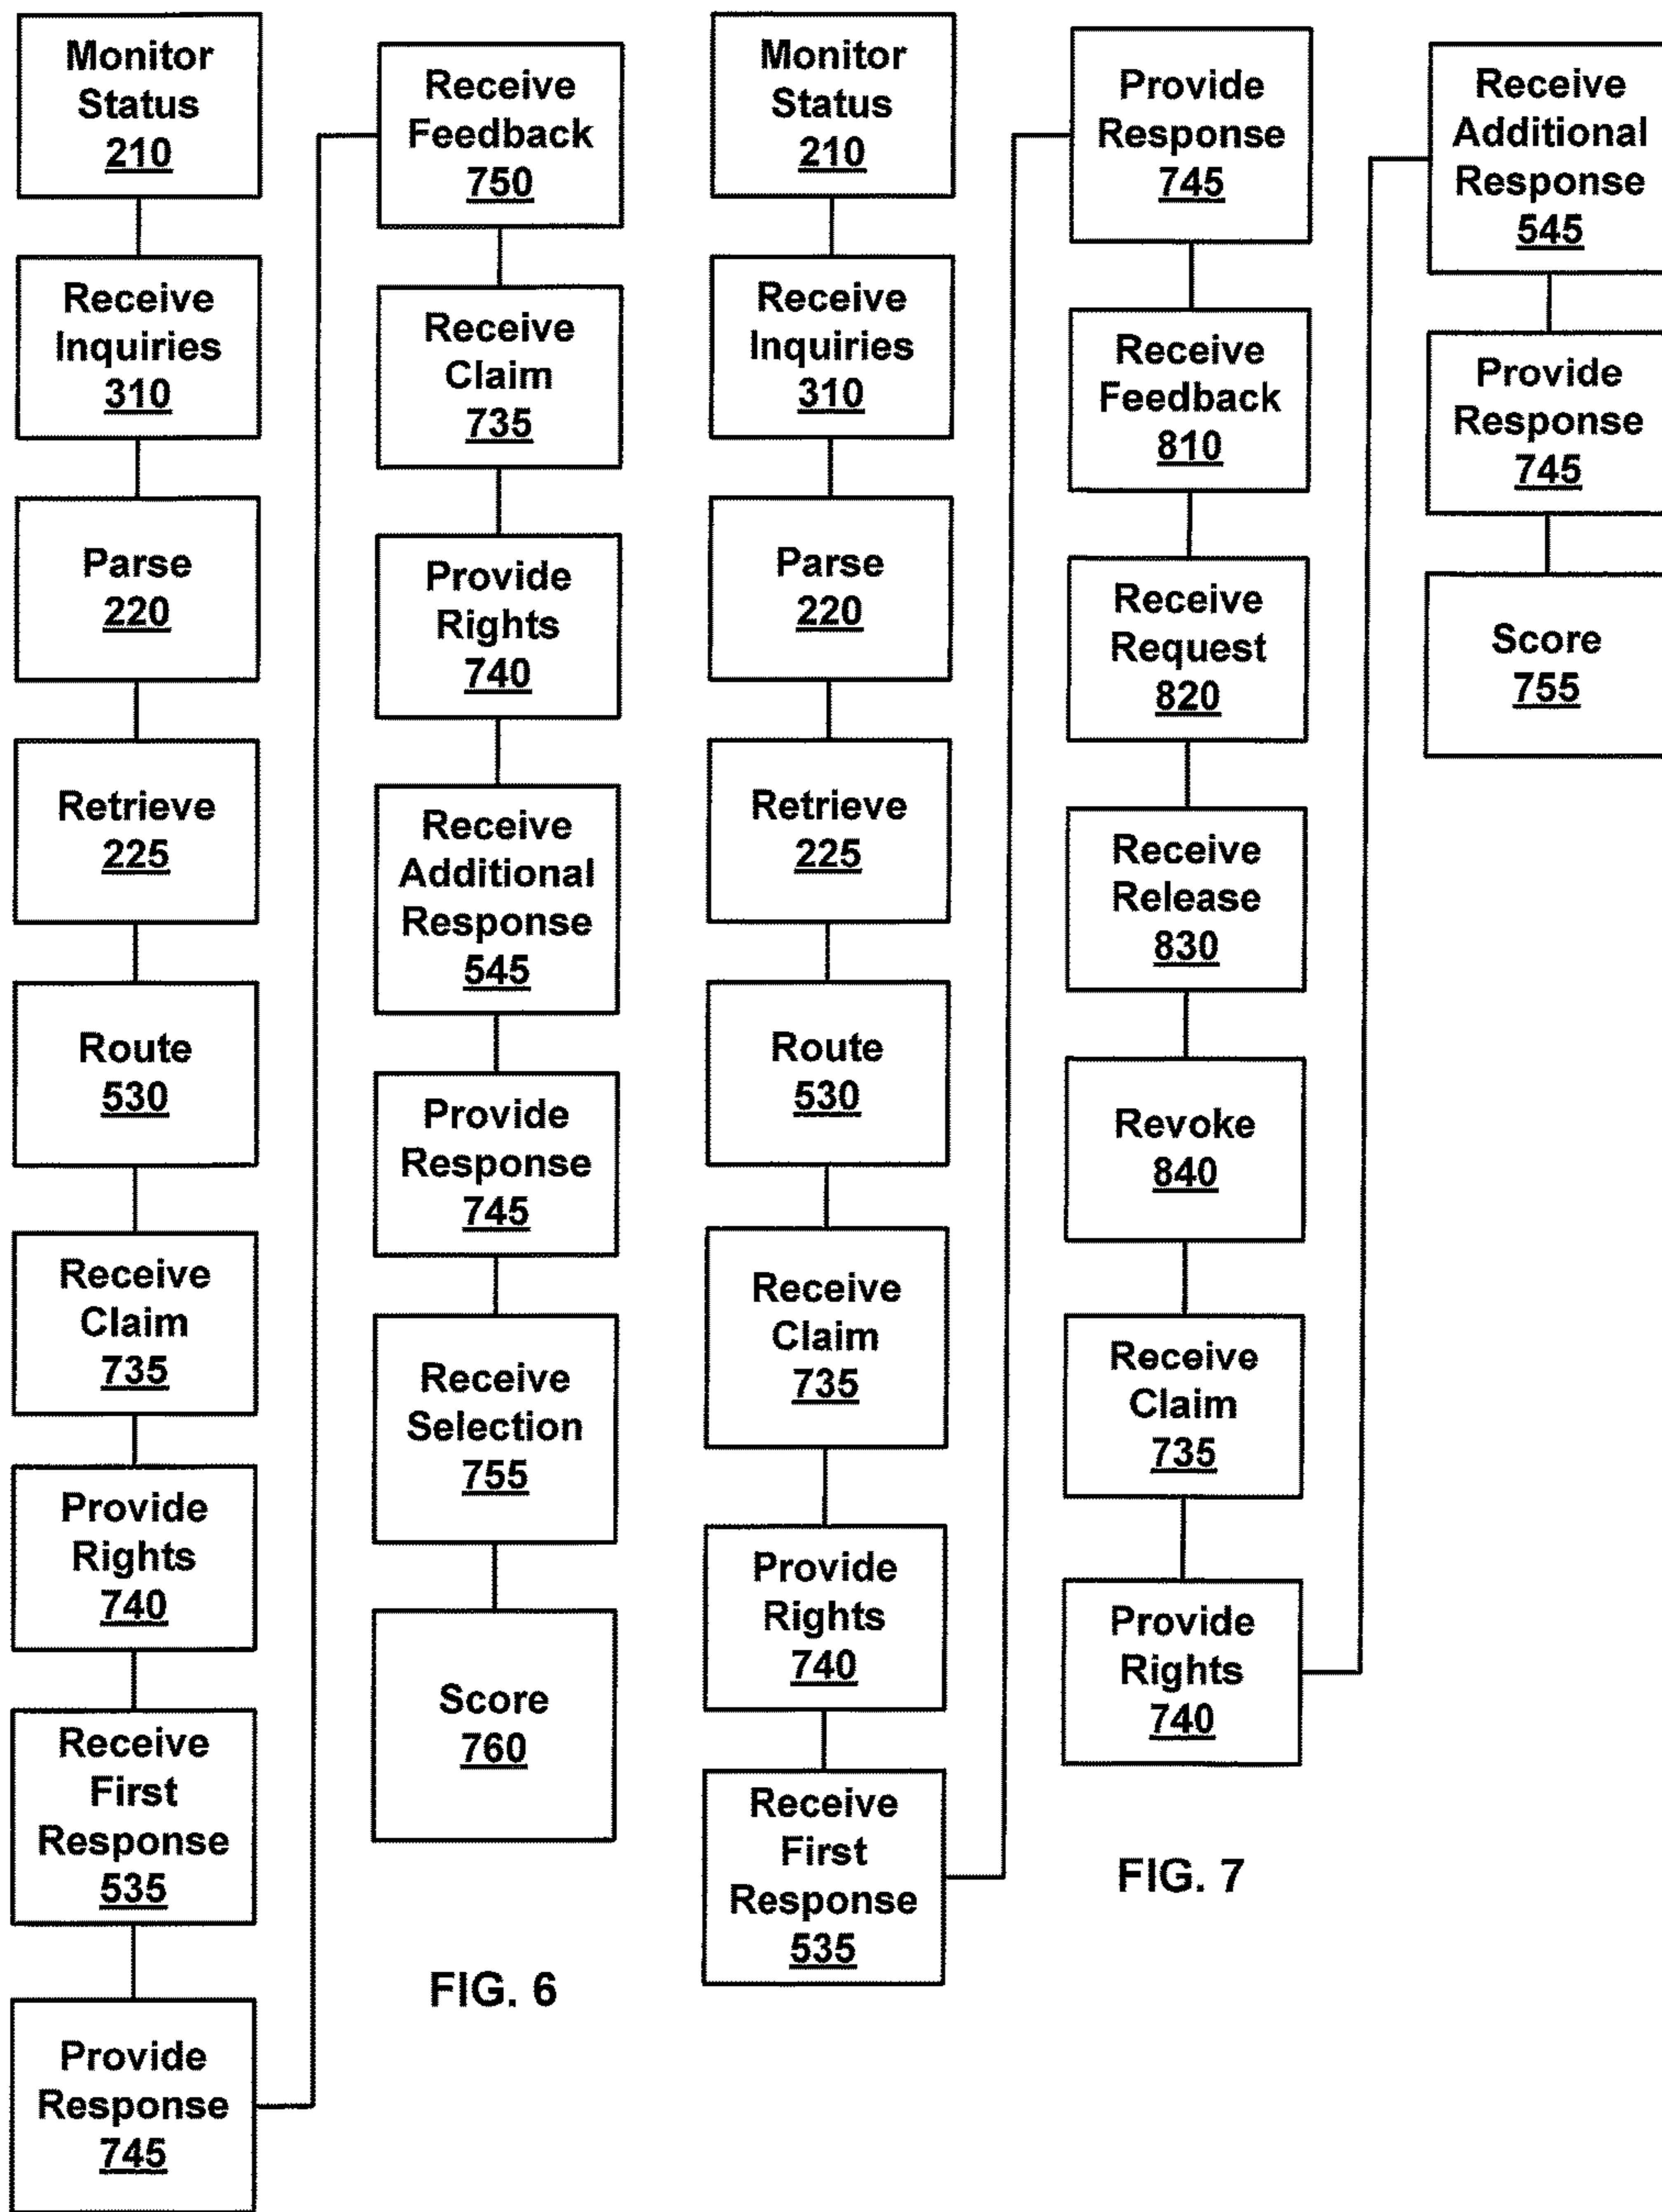 Monitor
Status
210
Receive
Inquiries
310
Parse
220
Retrieve
225
Route
530
Receive
Claim
735
Provide
Rights
740
Receive
First
Response
535
Provide
Response
745
Receive
Feedback
750
Receive
Claim
735
Provide
Rights
740
Receive
Additional
Response
545
Provide
Response
745
Receive
Selection
755
Score
760
FIG. 6
Monitor
Status
210
Receive
Inquiries
310
Parse
220
Retrieve
225
Route
530
Receive
Claim
735
Provide
Rights
740
Receive
First
Response
535
Provide
Response
745
Receive
Feedback
810
Receive
Request
820
Receive
Release
830
Revoke
840
Receive
Claim
735
Provide
Rights
740
Receive
Additional
Response
545
Provide
Response
745
Score
755
FIG. 7